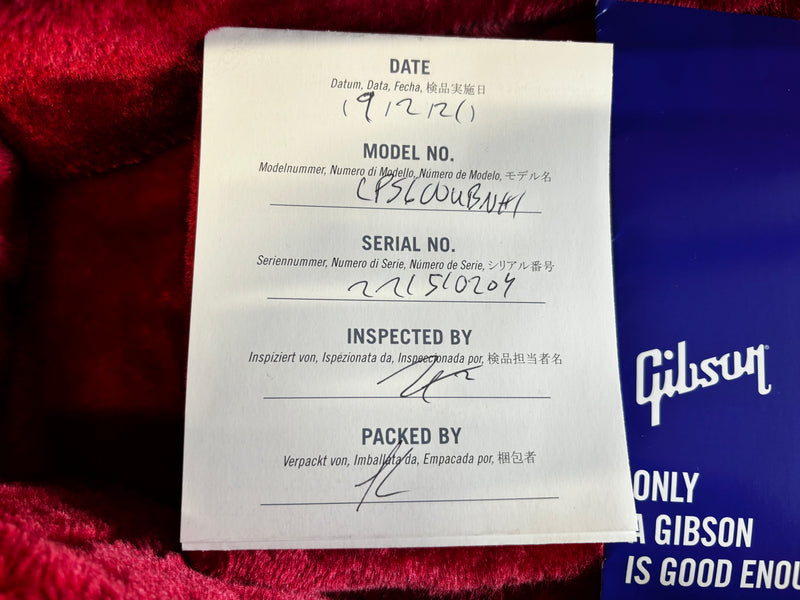 DATE
Datum, Data, Fecha, 検品実施日
MODEL NO.
Modelnummer, Numero di Modello, Número de Modelo, モデル名
LPS600UBNH1
SERIAL NO.
Seriennummer, Numero di Serie, Número de Serie, シリアル番号
221510204
INSPECTED BY
Inspiziert von, Ispezionata da, Inspeccionada por, 検品担当者名
PACKED BY
Verpackt von, Imballata da, Empacada por, 梱包者
Gibson
ONLY
A GIBSON
IS GOOD ENOU